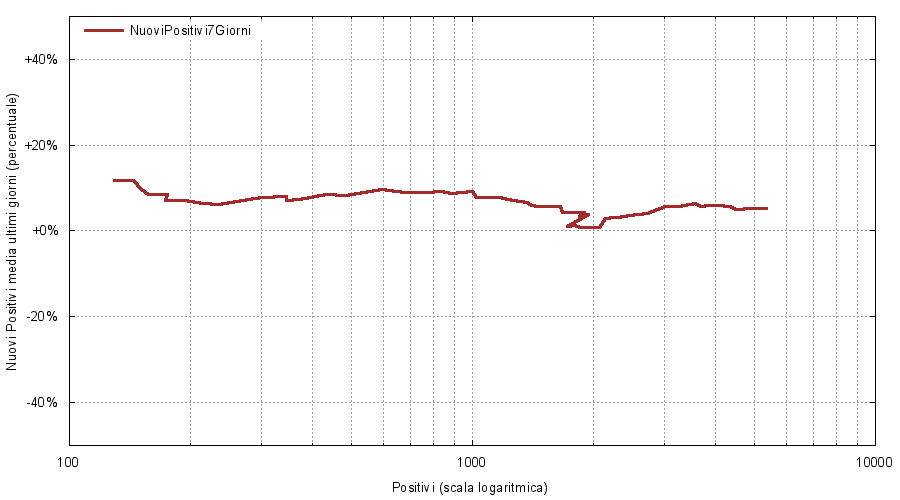 NuoviPositivi7Giorni
+40%
+20%
+0%
-20%
-40%
Nuovi Positivi media ultimi giorni (percentuale)
100
1000
10000
Positivi (scala logaritmica)